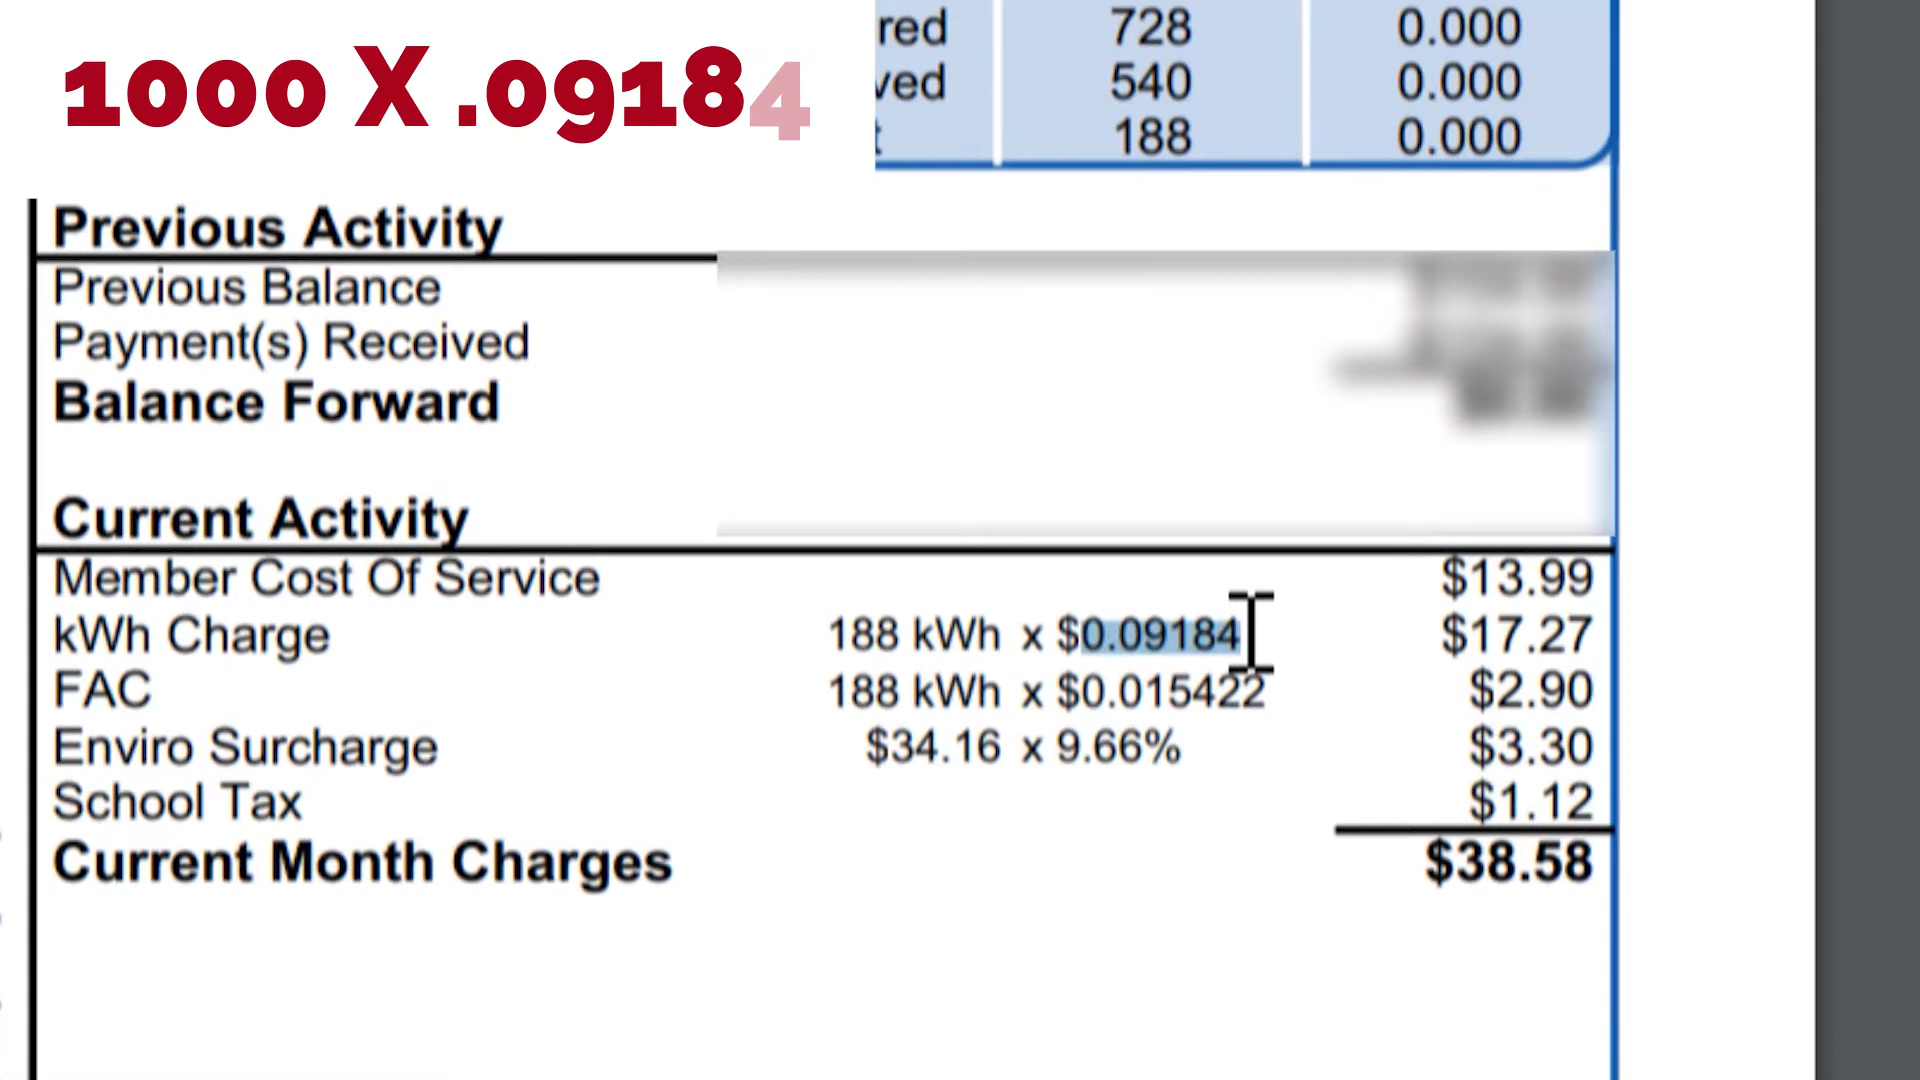 1000 X .09184
red 728 0.000
ved 540 0.000
188 0.000
Previous Activity
Previous Balance
Payment(s) Received
Balance Forward
Current Activity
Member Cost Of Service $13.99
kWh Charge 188 kWh x $0.09184 $17.27
FAC 188 kWh x $0.015422 $2.90
Enviro Surcharge $34.16 x 9.66% $3.30
School Tax $1.12
Current Month Charges $38.58